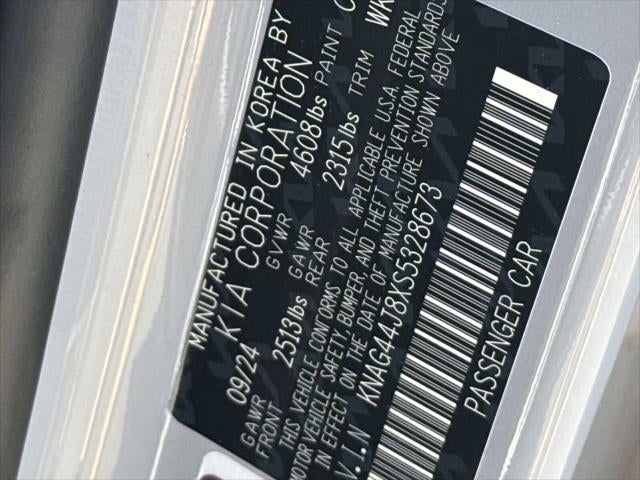 MANUFACTURED IN KOREA BY
KIA CORPORATION
09/24 GVWR 4608lbs PAINT C
GAWR FRONT 2513lbs GAWR REAR 2315lbs TRIM WK
THIS VEHICLE CONFORMS TO ALL APPLICABLE U.S.A. FEDERAL
MOTOR VEHICLE SAFETY, BUMPER, AND THEFT PREVENTION STANDARDS
IN EFFECT ON THE DATE OF MANUFACTURE SHOWN ABOVE
V.I.N KNAG44J8XS5328673
PASSENGER CAR